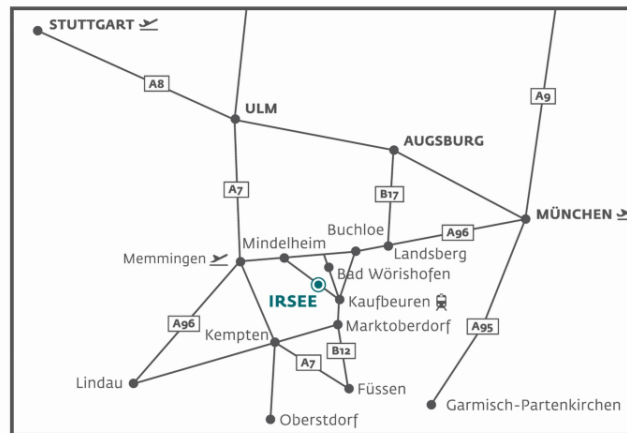 STUTTGART
A8
A9
ULM
AUGSBURG
A7
B17
MÜNCHEN
A96
Buchloe
Mindelheim
Landsberg
Memmingen
Bad Wörishofen
IRSEE
Kaufbeuren
A96
Marktoberdorf
A95
Kempten
B12
A7
Lindau
Füssen
Garmisch-Partenkirchen
Oberstdorf